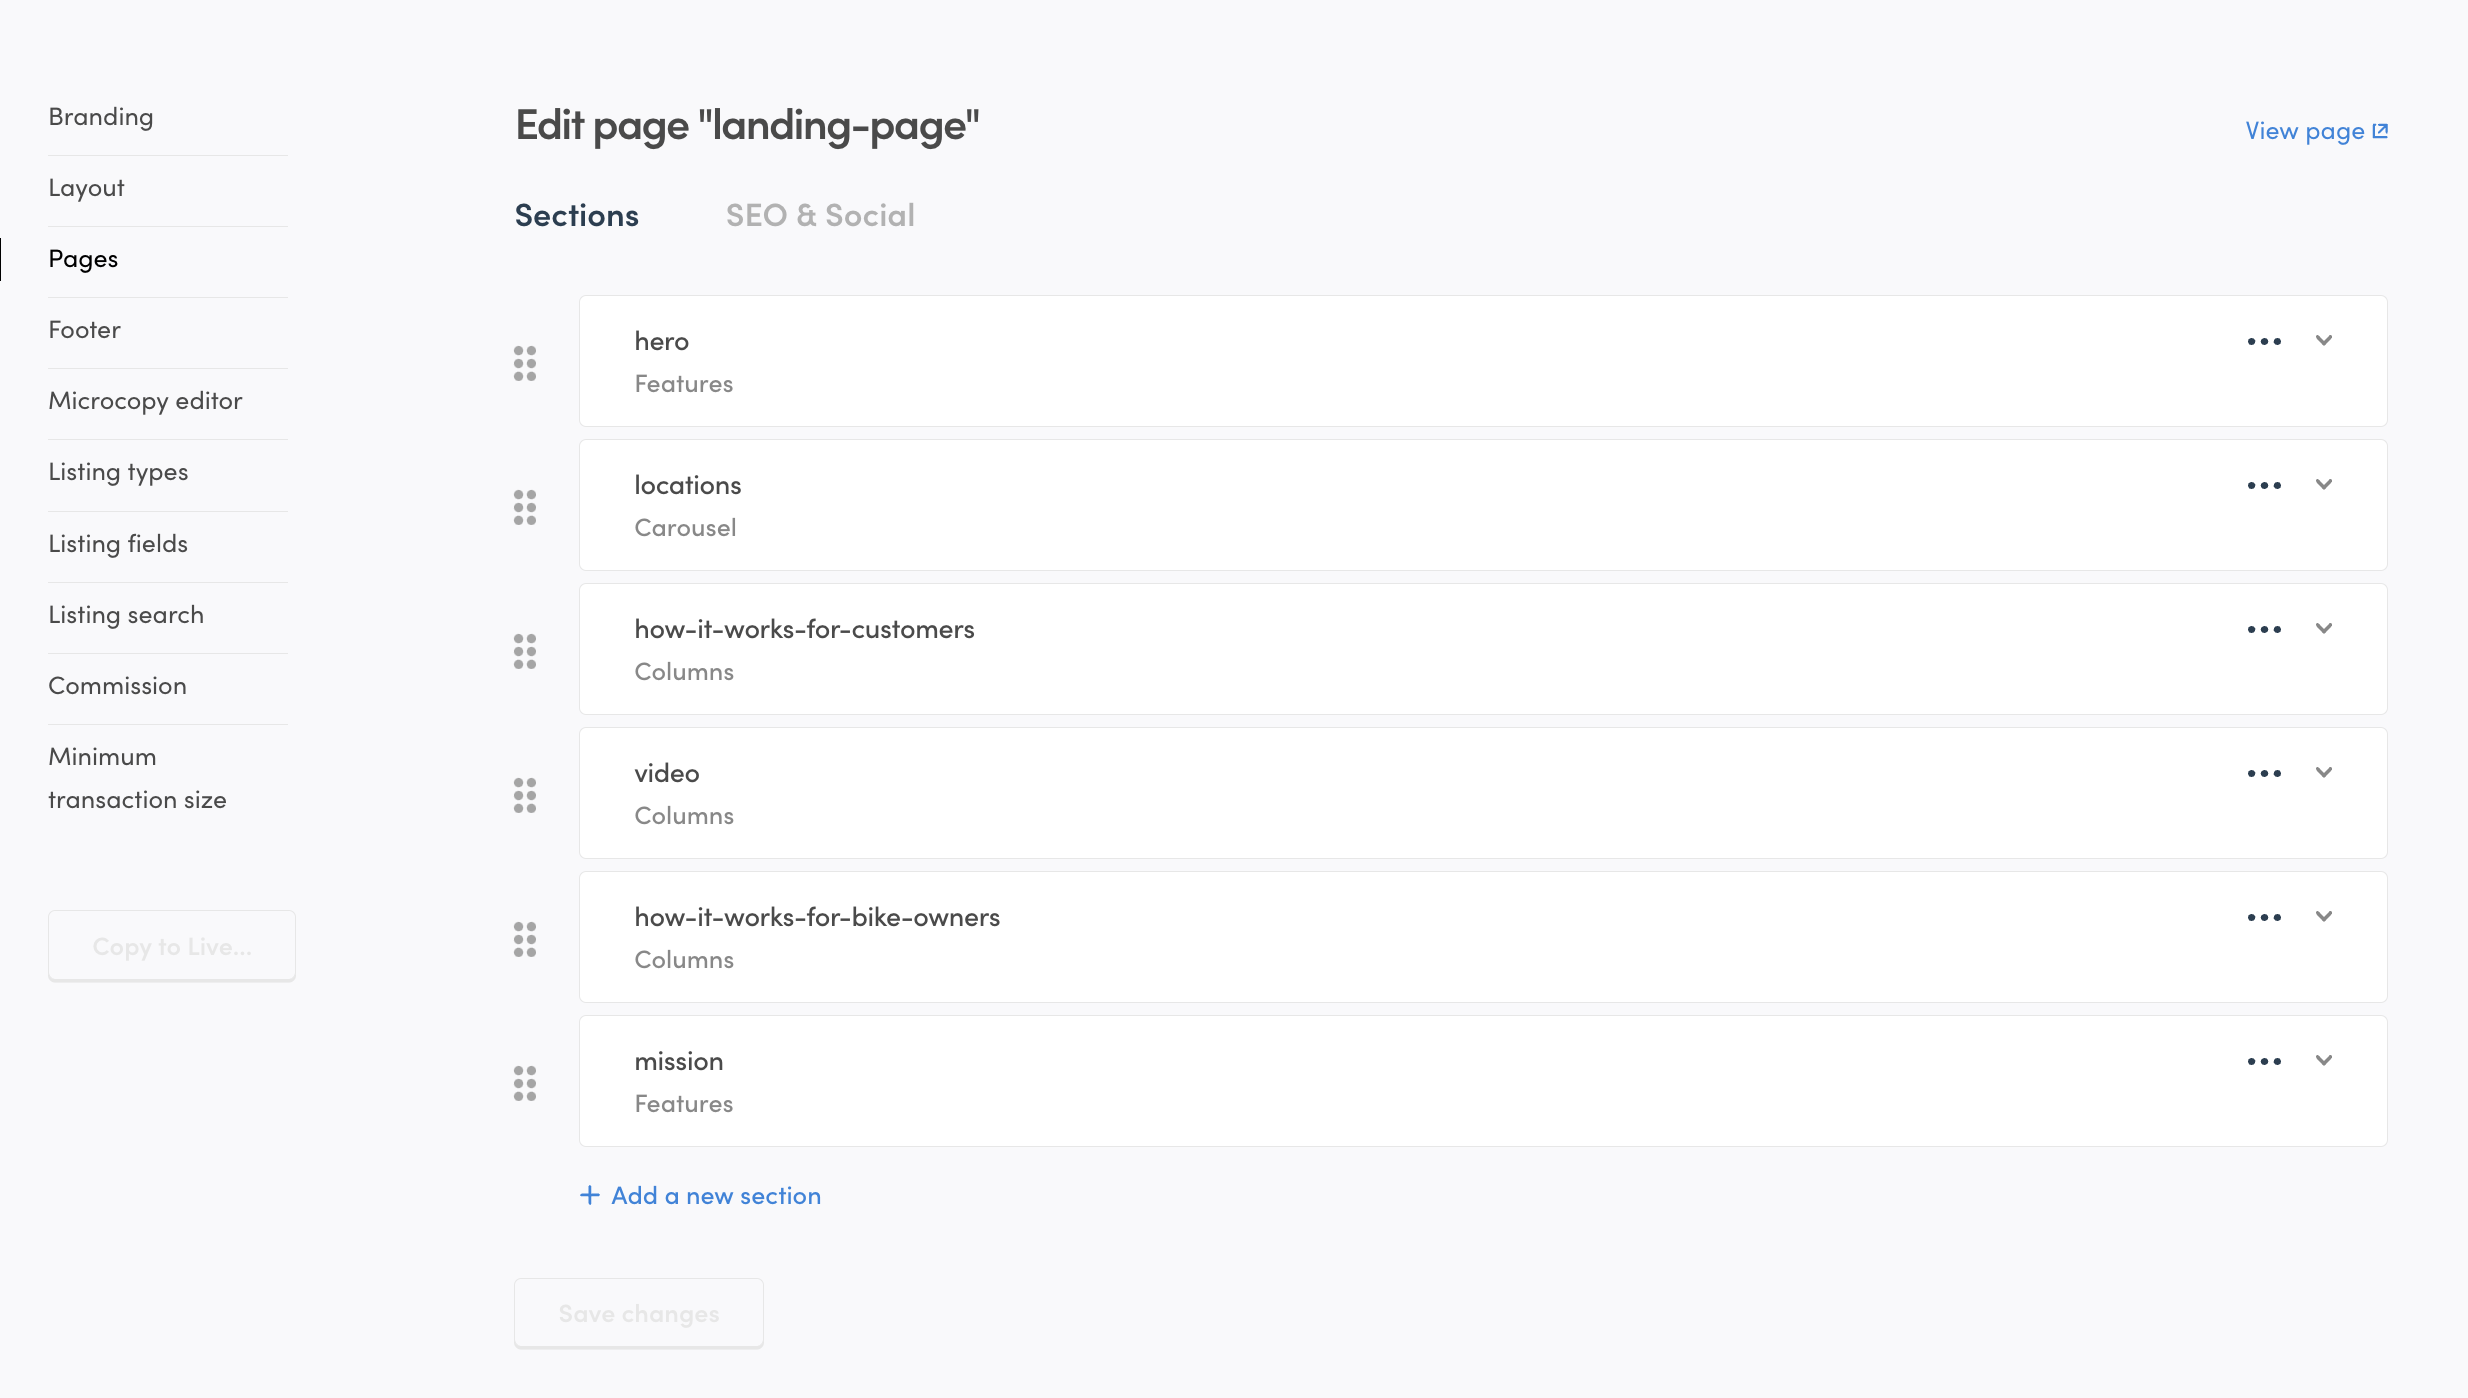 Branding
Layout
Pages
Footer
Microcopy editor
Listing types
Listing fields
Listing search
Commission
Minimum
transaction size
Copy to Live...
Edit page "landing-page"
View page
Sections
SEO & Social
hero
Features
locations
Carousel
how-it-works-for-customers
Columns
video
Columns
how-it-works-for-bike-owners
Columns
mission
Features
+ Add a new section
Save changes